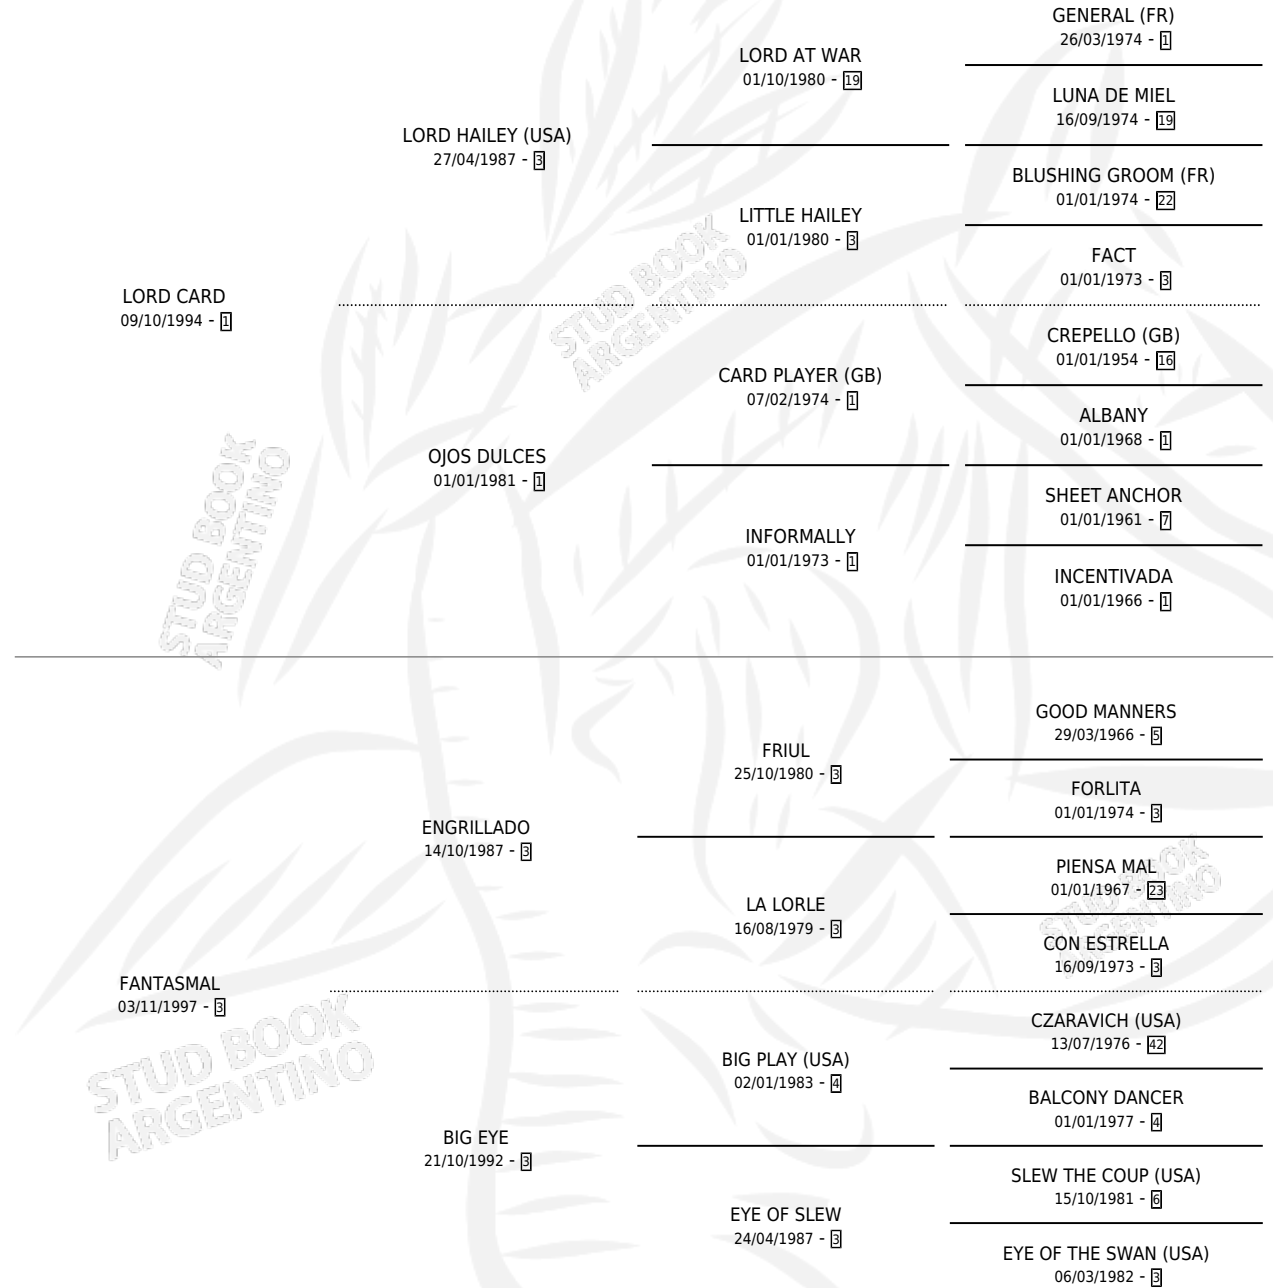 GENERAL (FR)
26/03/1974 - 1
LORD AT WAR
01/10/1980 - 19
LUNA DE MIEL
16/09/1974 - 19
LORD HAILEY (USA)
27/04/1987 - 3
BLUSHING GROOM (FR)
01/01/1974 - 22
LITTLE HAILEY
01/01/1980 - 3
FACT
01/01/1973 - 3
LORD CARD
09/10/1994 - 1
CREPELLO (GB)
01/01/1954 - 16
CARD PLAYER (GB)
07/02/1974 - 1
ALBANY
01/01/1968 - 1
OJOS DULCES
01/01/1981 - 1
SHEET ANCHOR
01/01/1961 - 7
INFORMALLY
01/01/1973 - 1
INCENTIVADA
01/01/1966 - 1
GOOD MANNERS
29/03/1966 - 5
FRIUL
25/10/1980 - 3
FORLITA
01/01/1974 - 3
ENGRILLADO
14/10/1987 - 3
PIENSA MAL
01/01/1967 - 23
LA LORLE
16/08/1979 - 3
CON ESTRELLA
16/09/1973 - 3
FANTASMAL
03/11/1997 - 3
CZARAVICH (USA)
13/07/1976 - 42
BIG PLAY (USA)
02/01/1983 - 4
BALCONY DANCER
01/01/1977 - 4
BIG EYE
21/10/1992 - 3
SLEW THE COUP (USA)
15/10/1981 - 6
EYE OF SLEW
24/04/1987 - 3
EYE OF THE SWAN (USA)
06/03/1982 - 3
STUD BOOK
ARGENTINO
STUD BOOK
ARGENTINO
STUD BOOK
ARGENTINO
STUD BOOK
ARGENTINO